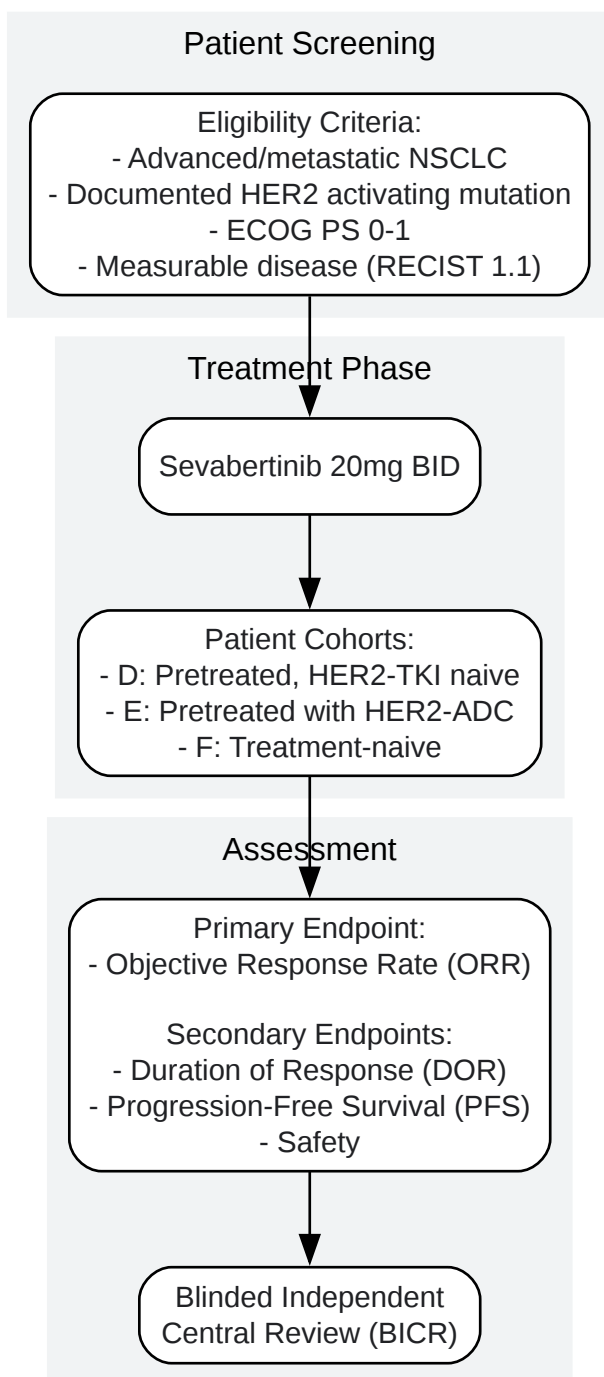 Patient Screening
Eligibility Criteria:
- Advanced/metastatic NSCLC
- Documented HER2 activating mutation
- ECOG PS 0-1
- Measurable disease (RECIST 1.1)
Treatment Phase
Sevabertinib 20mg BID
Patient Cohorts:
- D: Pretreated, HER2-TKI naive
- E: Pretreated with HER2-ADC
- F: Treatment-naive
Assessment
Primary Endpoint:
- Objective Response Rate (ORR)
Secondary Endpoints:
- Duration of Response (DOR)
- Progression-Free Survival (PFS)
- Safety
Blinded Independent
Central Review (BICR)